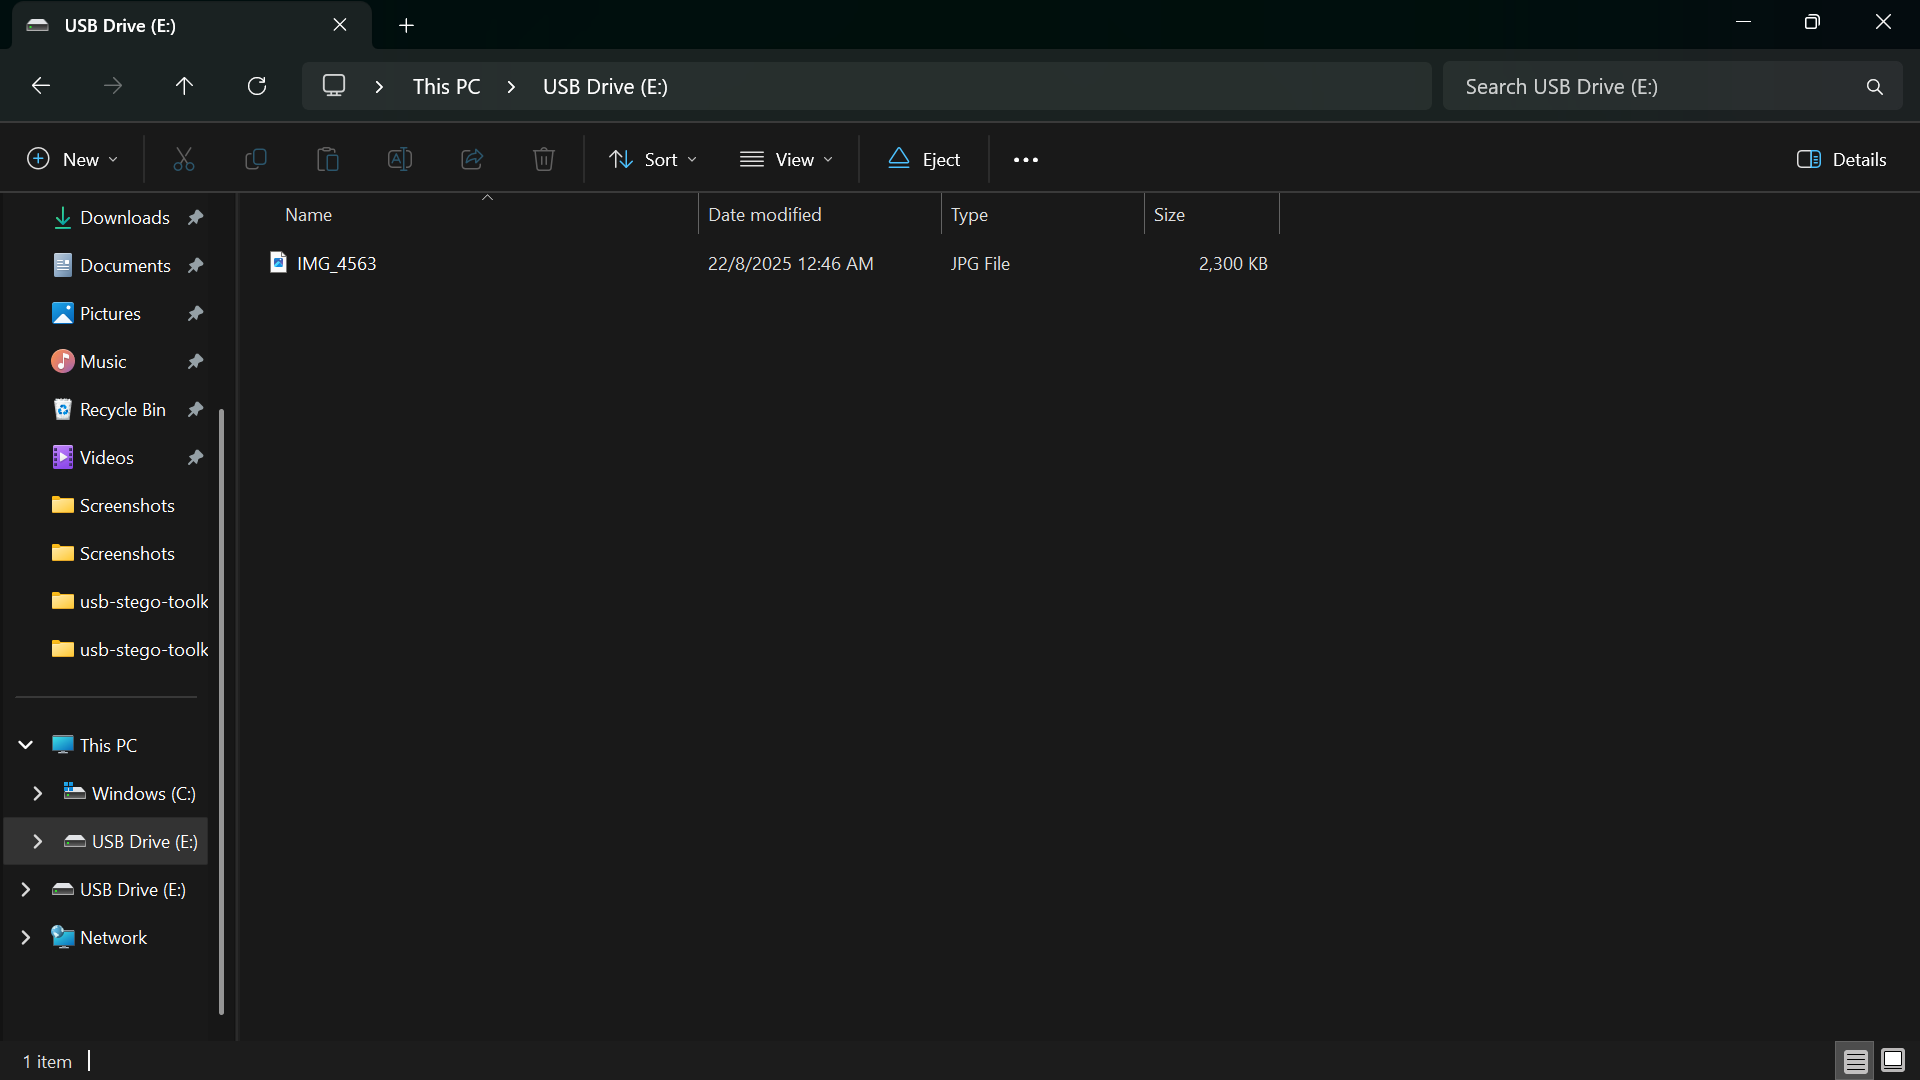 USB Drive (E:)
This PC > USB Drive (E:)
Search USB Drive (E:)
New
Sort
View
Eject
Details
Name Date modified Type Size
IMG_4563 22/8/2025 12:46 AM JPG File 2,300 KB
Downloads
Documents
Pictures
Music
Recycle Bin
Videos
Screenshots
Screenshots
usb-stego-toolk
usb-stego-toolk
This PC
Windows (C:)
USB Drive (E:)
USB Drive (E:)
Network
1 item